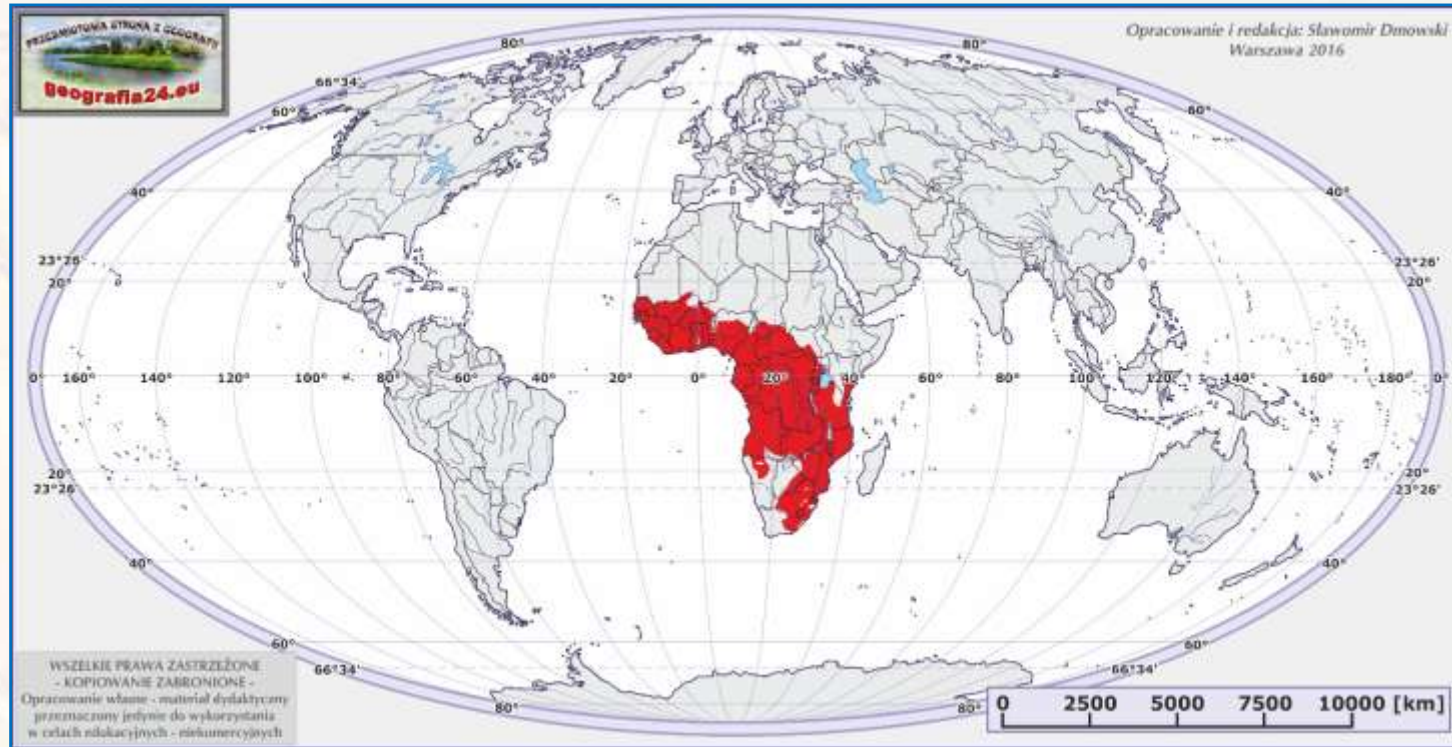 PRZEDMIOTOWA STRONA Z GEOGRAFII
geografia24.eu
Opracowanie i redakcja: Sławomir Dmowski
Warszawa 2016
80° 80°
66°34'
60° 60°
40° 40°
23°26' 23°26'
20° 20°
0° 160° 140° 120° 100° 80° 60° 40° 20° 0° 20° 40° 60° 80° 100° 120° 140° 160° 180° 0°
20° 20°
23°26' 23°26'
40° 40°
60° 60°
66°34' 66°34'
80° 80°
WSZELKIE PRAWA ZASTRZEŻONE
- KOPIOWANIE ZABRONIONE -
Opracowanie własne - materiał dydaktyczny
przeznaczony jedynie do wykorzystania
w celach edukacyjnych - niekomercyjnych
0 2500 5000 7500 10000 [km]